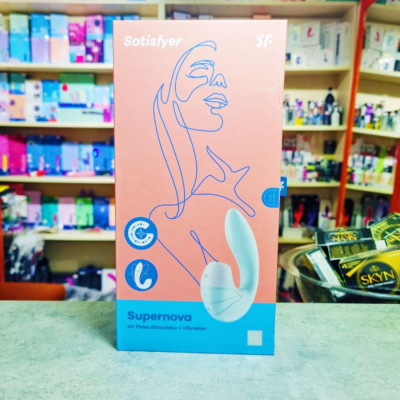 Satisfyer
SF
Supernova
Air Pulse Stimulator + Vibration
SKYN